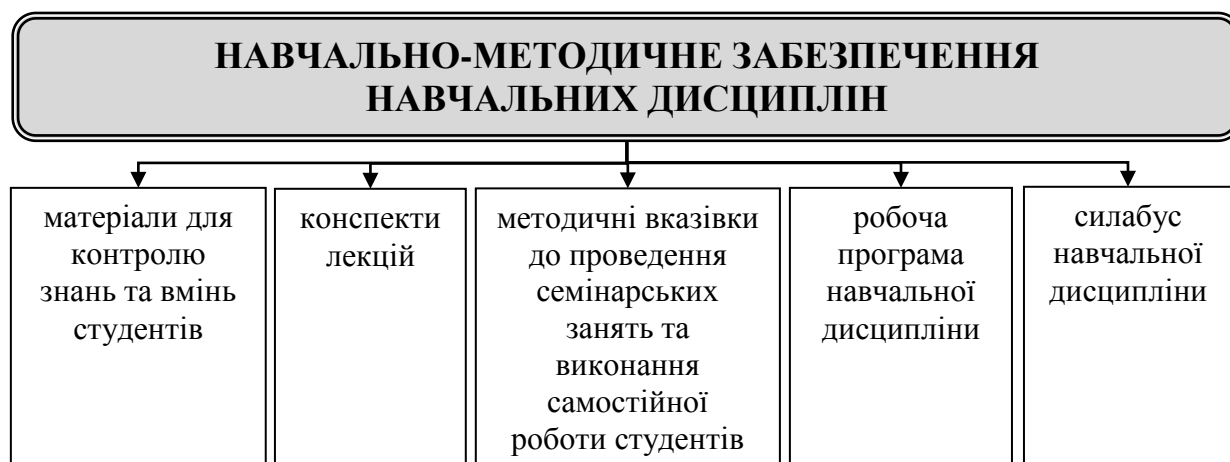 НАВЧАЛЬНО-МЕТОДИЧНЕ ЗАБЕЗПЕЧЕННЯ
НАВЧАЛЬНИХ ДИСЦИПЛІН
матеріали для
контролю
знань та вмінь
студентів
конспекти
лекцій
методичні вказівки
до проведення
семінарських
занять та
виконання
самостійної
роботи студентів
робоча
програма
навчальної
дисципліни
силабус
навчальної
дисципліни